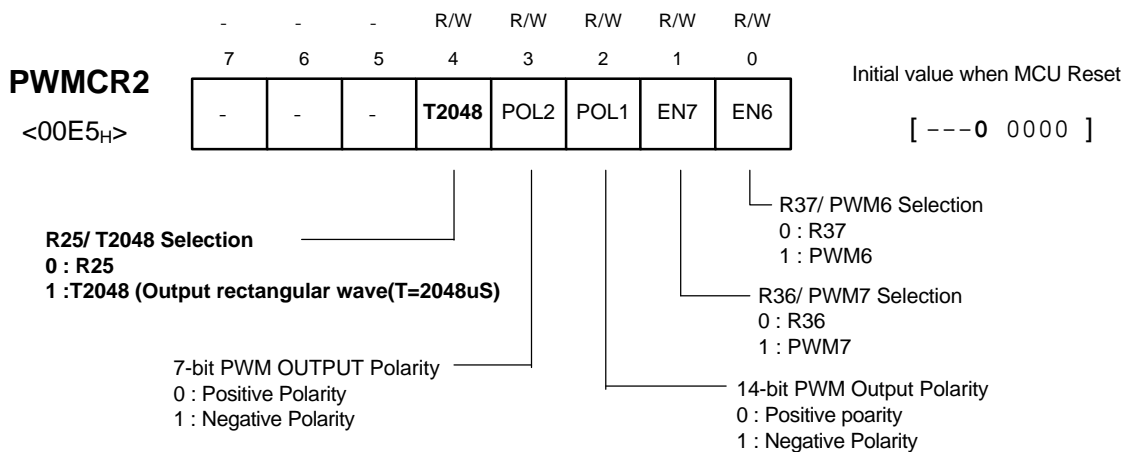 - - - R/W R/W R/W R/W R/W
7 6 5 4 3 2 1 0
PWMCR2
<00E5H>
- - - T2048 POL2 POL1 EN7 EN6
Initial value when MCU Reset
[ ---0 0000 ]
R37/ PWM6 Selection
0 : R37
1 : PWM6
R25/ T2048 Selection
0 : R25
1 :T2048 (Output rectangular wave(T=2048uS)
R36/ PWM7 Selection
0 : R36
1 : PWM7
7-bit PWM OUTPUT Polarity
0 : Positive Polarity
1 : Negative Polarity
14-bit PWM Output Polarity
0 : Positive poarity
1 : Negative Polarity